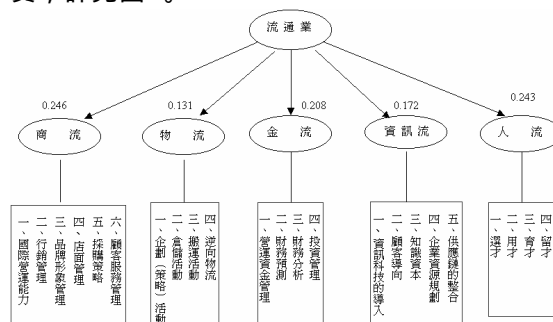 流通業
0.246
0.131
0.208
0.172
0.243
商流
物流
金流
資訊流
人流
一、國際營運能力
二、行銷管理
三、品牌形象管理
四、店面管理
五、採購策略
六、顧客服務管理
一、企劃（策略）活動
二、倉儲活動
三、搬運活動
四、逆向物流
一、營運資金管理
二、財務預測
三、財務分析
四、投資管理
一、資訊科技的導入
二、顧客導向
三、知識資本
四、企業資源規劃
五、供應鏈的整合
一、選才
二、用才
三、育才
四、留才